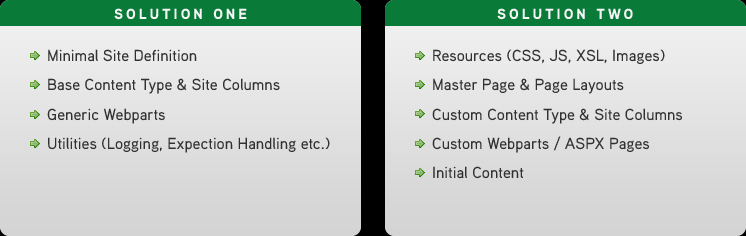 SOLUTION ONE
Minimal Site Definition
Base Content Type & Site Columns
Generic Webparts
Utilities (Logging, Expection Handling etc.)
SOLUTION TWO
Resources (CSS, JS, XSL, Images)
Master Page & Page Layouts
Custom Content Type & Site Columns
Custom Webparts / ASPX Pages
Initial Content